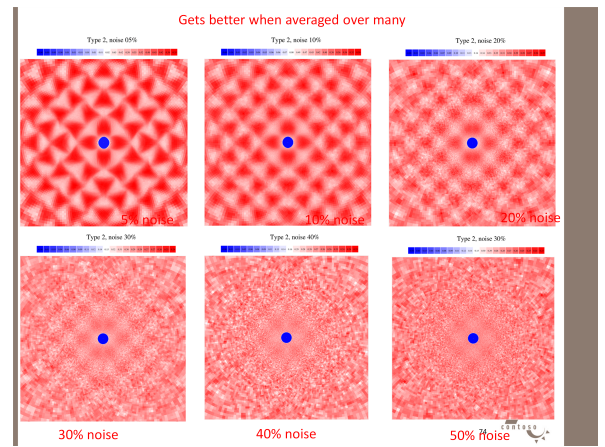 Gets better when averaged over many
Type 2, noise 05%
Type 2, noise 10%
Type 2, noise 20%
5% noise
10% noise
20% noise
Type 2, noise 30%
Type 2, noise 40%
Type 2, noise 30%
30% noise
40% noise
50% noise
74
contoso